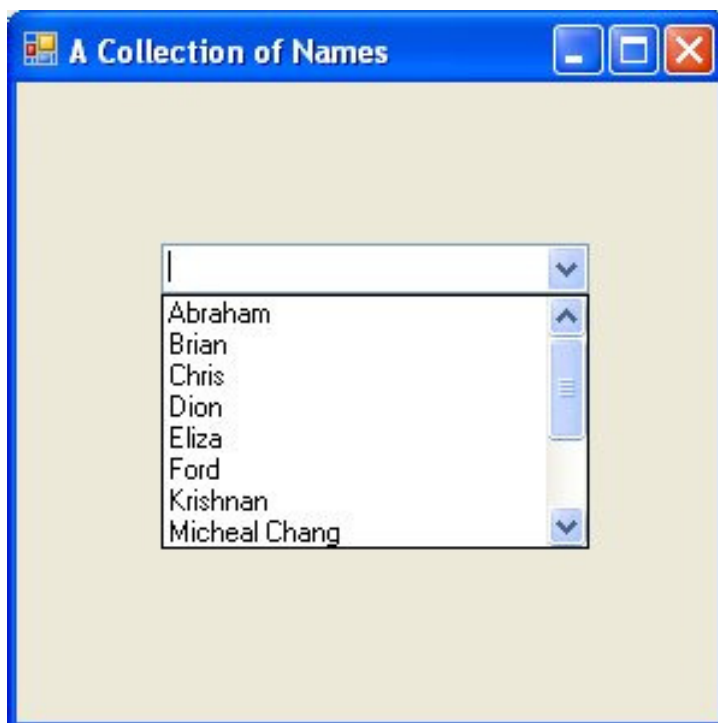 A Collection of Names
Abraham
Brian
Chris
Dion
Eliza
Ford
Krishnan
Micheal Chang